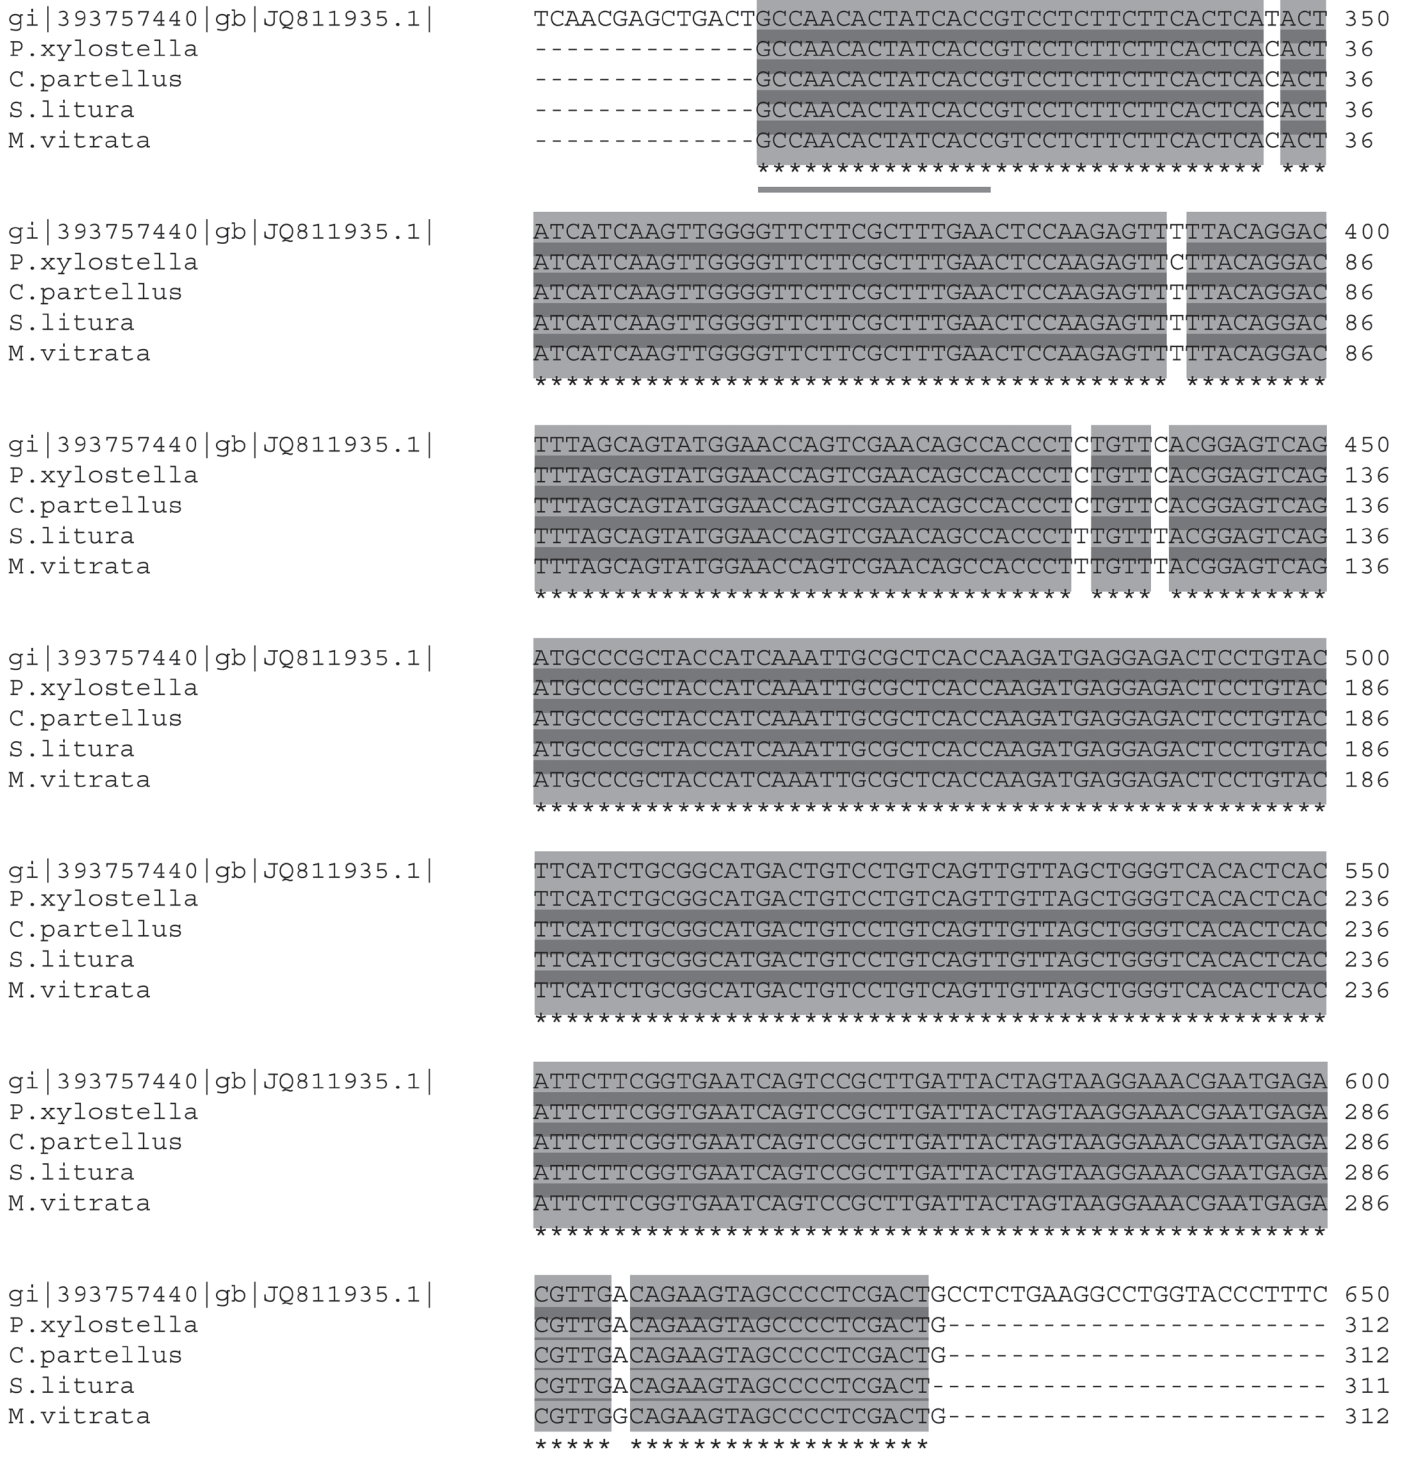 gi|393757440|gb|JQ811935.1| TCAACGAGCTGACTGCCAACACTATCACCGTCCTCTTCTTCACTCATACT 350
P.xylostella --------------GCCAACACTATCACCGTCCTCTTCTTCACTCACACT 36
C.partellus --------------GCCAACACTATCACCGTCCTCTTCTTCACTCACACT 36
S.litura --------------GCCAACACTATCACCGTCCTCTTCTTCACTCACACT 36
M.vitrata --------------GCCAACACTATCACCGTCCTCTTCTTCACTCACACT 36
******************************** ***
gi|393757440|gb|JQ811935.1| ATCATCAAGTTGGGGTTCTTCGCTTTGAACTCCAAGAGTTTTTACAGGAC 400
P.xylostella ATCATCAAGTTGGGGTTCTTCGCTTTGAACTCCAAGAGTTCTTACAGGAC 86
C.partellus ATCATCAAGTTGGGGTTCTTCGCTTTGAACTCCAAGAGTTTTTACAGGAC 86
S.litura ATCATCAAGTTGGGGTTCTTCGCTTTGAACTCCAAGAGTTTTTACAGGAC 86
M.vitrata ATCATCAAGTTGGGGTTCTTCGCTTTGAACTCCAAGAGTTTTTACAGGAC 86
**************************************** *********
gi|393757440|gb|JQ811935.1| TTTAGCAGTATGGAACCAGTCGAACAGCCACCCTCTGTTCACGGAGTCAG 450
P.xylostella TTTAGCAGTATGGAACCAGTCGAACAGCCACCCTCTGTTCACGGAGTCAG 136
C.partellus TTTAGCAGTATGGAACCAGTCGAACAGCCACCCTCTGTTCACGGAGTCAG 136
S.litura TTTAGCAGTATGGAACCAGTCGAACAGCCACCCTTTGTTTACGGAGTCAG 136
M.vitrata TTTAGCAGTATGGAACCAGTCGAACAGCCACCCTTTGTTTACGGAGTCAG 136
********************************** **** **********
gi|393757440|gb|JQ811935.1| ATGCCCGCTACCATCAAATTGCGCTCACCAAGATGAGGAGACTCCTGTAC 500
P.xylostella ATGCCCGCTACCATCAAATTGCGCTCACCAAGATGAGGAGACTCCTGTAC 186
C.partellus ATGCCCGCTACCATCAAATTGCGCTCACCAAGATGAGGAGACTCCTGTAC 186
S.litura ATGCCCGCTACCATCAAATTGCGCTCACCAAGATGAGGAGACTCCTGTAC 186
M.vitrata ATGCCCGCTACCATCAAATTGCGCTCACCAAGATGAGGAGACTCCTGTAC 186
**************************************************
gi|393757440|gb|JQ811935.1| TTCATCTGCGGCATGACTGTCCTGTCAGTTGTTAGCTGGGTCACACTCAC 550
P.xylostella TTCATCTGCGGCATGACTGTCCTGTCAGTTGTTAGCTGGGTCACACTCAC 236
C.partellus TTCATCTGCGGCATGACTGTCCTGTCAGTTGTTAGCTGGGTCACACTCAC 236
S.litura TTCATCTGCGGCATGACTGTCCTGTCAGTTGTTAGCTGGGTCACACTCAC 236
M.vitrata TTCATCTGCGGCATGACTGTCCTGTCAGTTGTTAGCTGGGTCACACTCAC 236
**************************************************
gi|393757440|gb|JQ811935.1| ATTCTTCGGTGAATCAGTCCGCTTGATTACTAGTAAGGAAACGAATGAGA 600
P.xylostella ATTCTTCGGTGAATCAGTCCGCTTGATTACTAGTAAGGAAACGAATGAGA 286
C.partellus ATTCTTCGGTGAATCAGTCCGCTTGATTACTAGTAAGGAAACGAATGAGA 286
S.litura ATTCTTCGGTGAATCAGTCCGCTTGATTACTAGTAAGGAAACGAATGAGA 286
M.vitrata ATTCTTCGGTGAATCAGTCCGCTTGATTACTAGTAAGGAAACGAATGAGA 286
**************************************************
gi|393757440|gb|JQ811935.1| CGTTGACAGAAGTAGCCCCTCGACTGCCTCTGAAGGCCTGGTACCCTTTC 650
P.xylostella CGTTGACAGAAGTAGCCCCTCGACTG------------------------ 312
C.partellus CGTTGACAGAAGTAGCCCCTCGACTG------------------------ 312
S.litura CGTTGACAGAAGTAGCCCCTCGACT------------------------- 311
M.vitrata CGTTGGCAGAAGTAGCCCCTCGACTG------------------------ 312
***** *******************